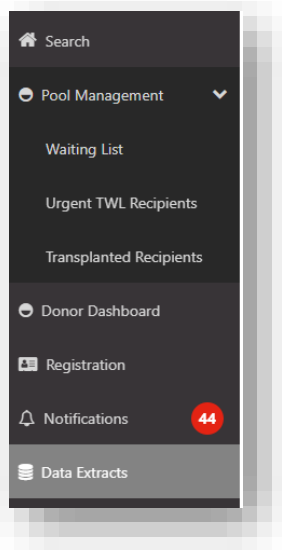 Search
Pool Management
Waiting List
Urgent TWL Recipients
Transplanted Recipients
Donor Dashboard
Registration
Notifications 44
Data Extracts